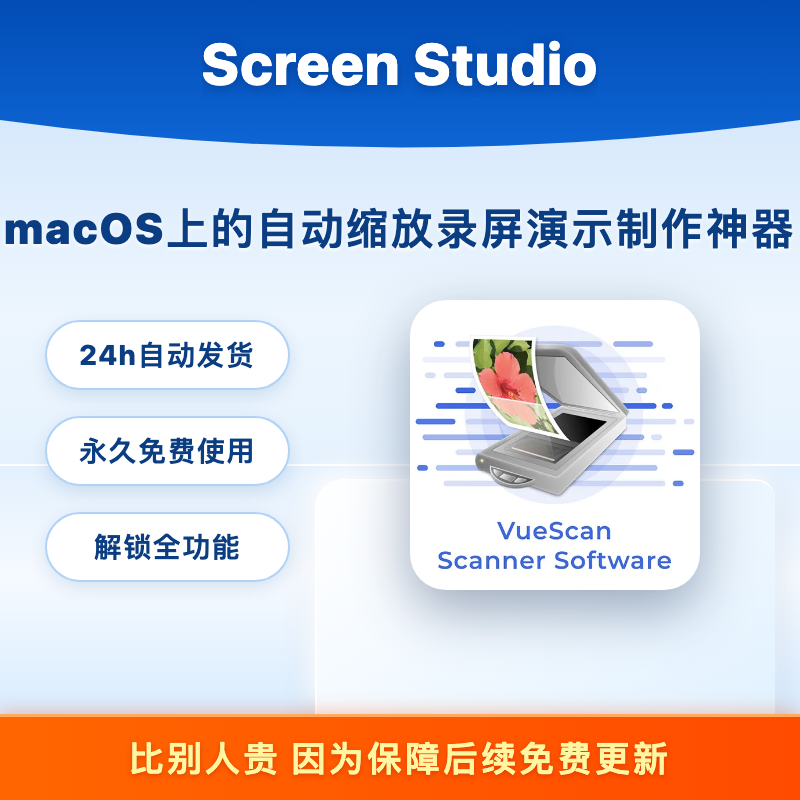 Screen Studio
macOS上的自动缩放录屏演示制作神器
24h自动发货
永久免费使用
解锁全功能
VueScan
Scanner Software
比别人贵 因为保障后续免费更新